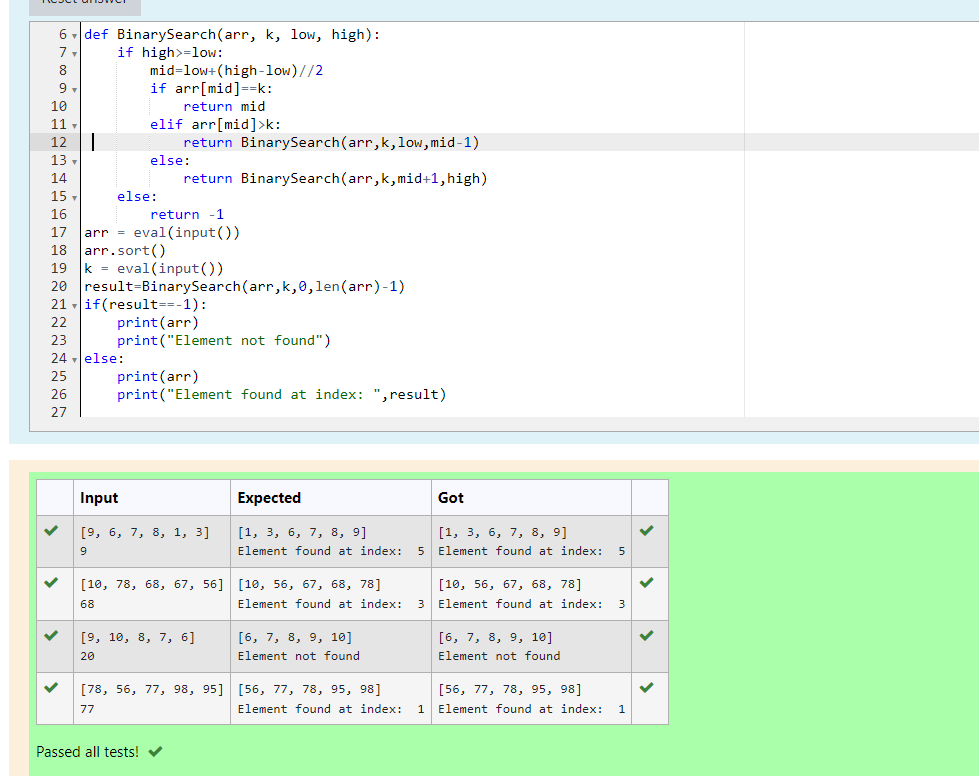 Reset answer
6 def BinarySearch(arr, k, low, high):
7     if high>=low:
8         mid=low+(high-low)//2
9         if arr[mid]==k:
10             return mid
11         elif arr[mid]>k:
12             return BinarySearch(arr,k,low,mid-1)
13         else:
14             return BinarySearch(arr,k,mid+1,high)
15     else:
16         return -1
17 arr = eval(input())
18 arr.sort()
19 k = eval(input())
20 result=BinarySearch(arr,k,0,len(arr)-1)
21 if(result==-1):
22     print(arr)
23     print("Element not found")
24 else:
25     print(arr)
26     print("Element found at index: ",result)
27
Input Expected Got
[9, 6, 7, 8, 1, 3] [1, 3, 6, 7, 8, 9] [1, 3, 6, 7, 8, 9]
9 Element found at index:  5 Element found at index:  5
[10, 78, 68, 67, 56] [10, 56, 67, 68, 78] [10, 56, 67, 68, 78]
68 Element found at index:  3 Element found at index:  3
[9, 10, 8, 7, 6] [6, 7, 8, 9, 10] [6, 7, 8, 9, 10]
20 Element not found Element not found
[78, 56, 77, 98, 95] [56, 77, 78, 95, 98] [56, 77, 78, 95, 98]
77 Element found at index:  1 Element found at index:  1
Passed all tests!